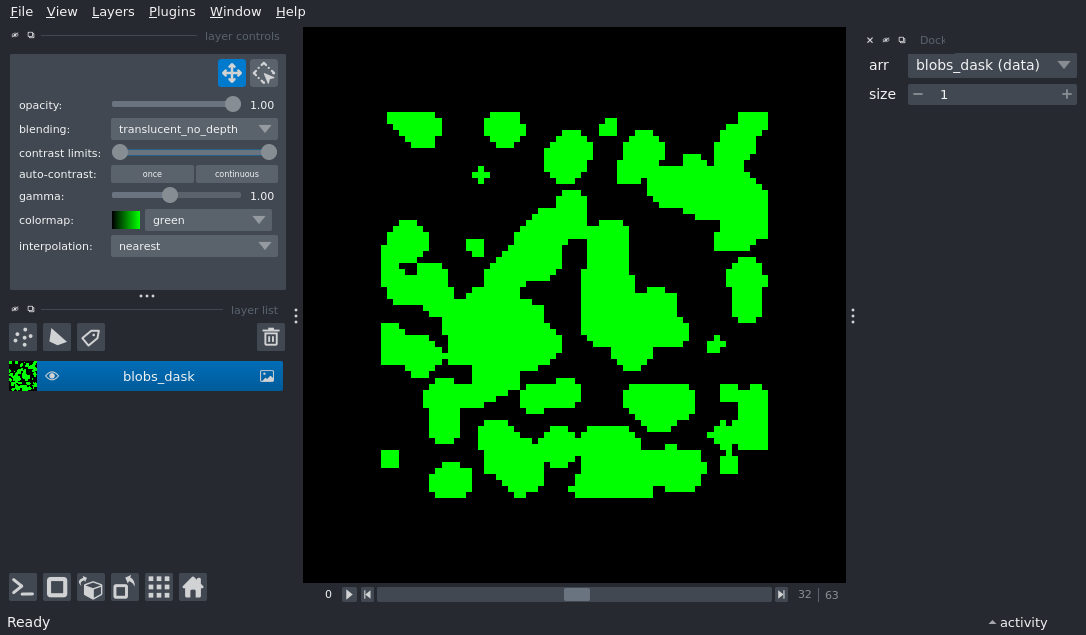 File View Layers Plugins Window Help
layer controls
opacity: 1.00
blending: translucent_no_depth
contrast limits:
auto-contrast: once continuous
gamma: 1.00
colormap: green
interpolation: nearest
layer list
blobs_dask
0 32 63
Ready
Dock
arr blobs_dask (data)
size 1
activity